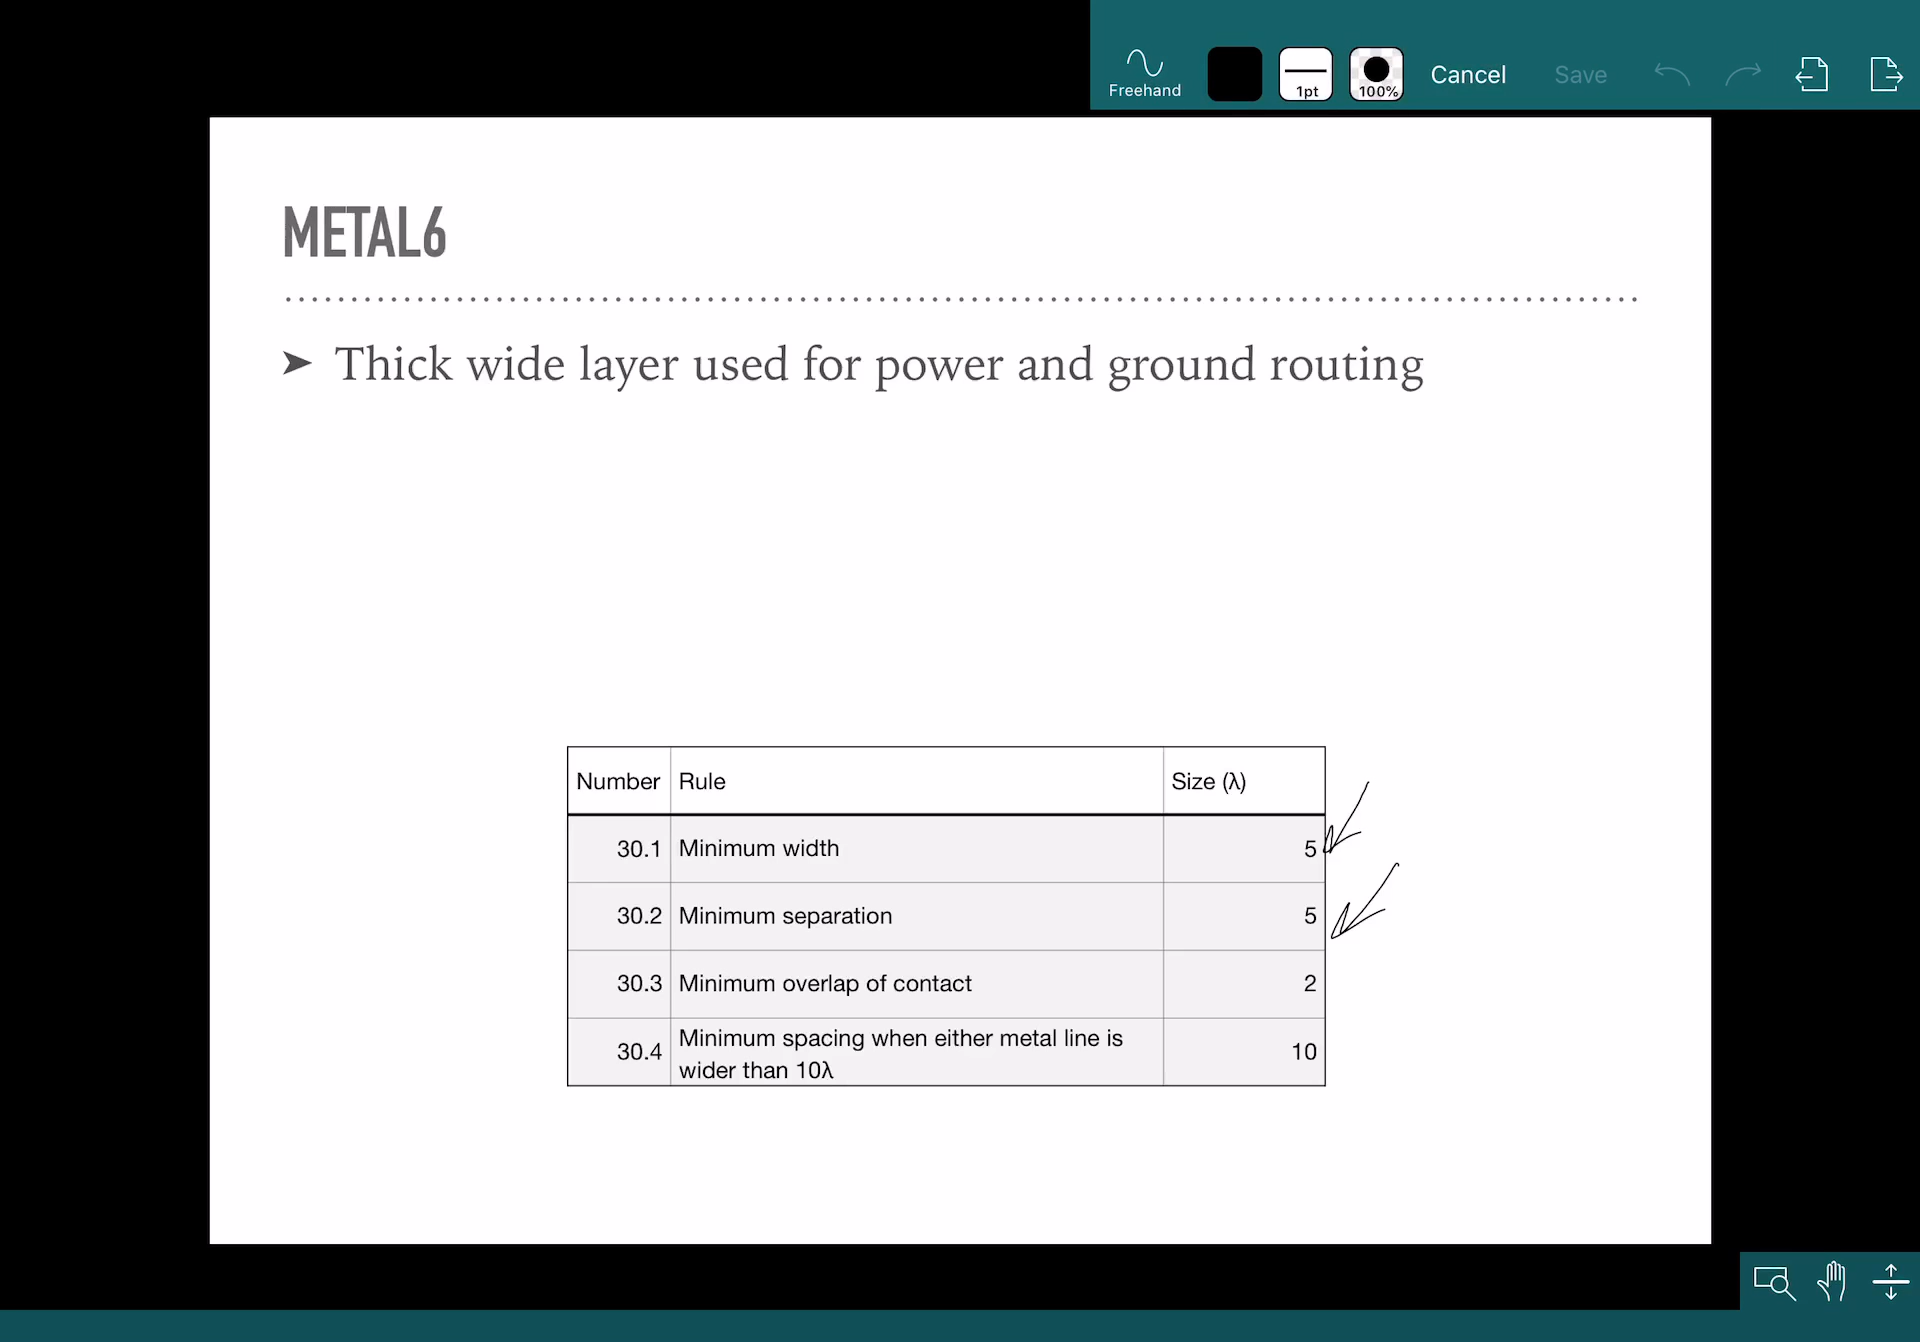 Freehand
1pt
100%
Cancel
Save
METAL6
➤ Thick wide layer used for power and ground routing
Number Rule Size (λ)
30.1 Minimum width 5
30.2 Minimum separation 5
30.3 Minimum overlap of contact 2
30.4 Minimum spacing when either metal line is
wider than 10λ 10